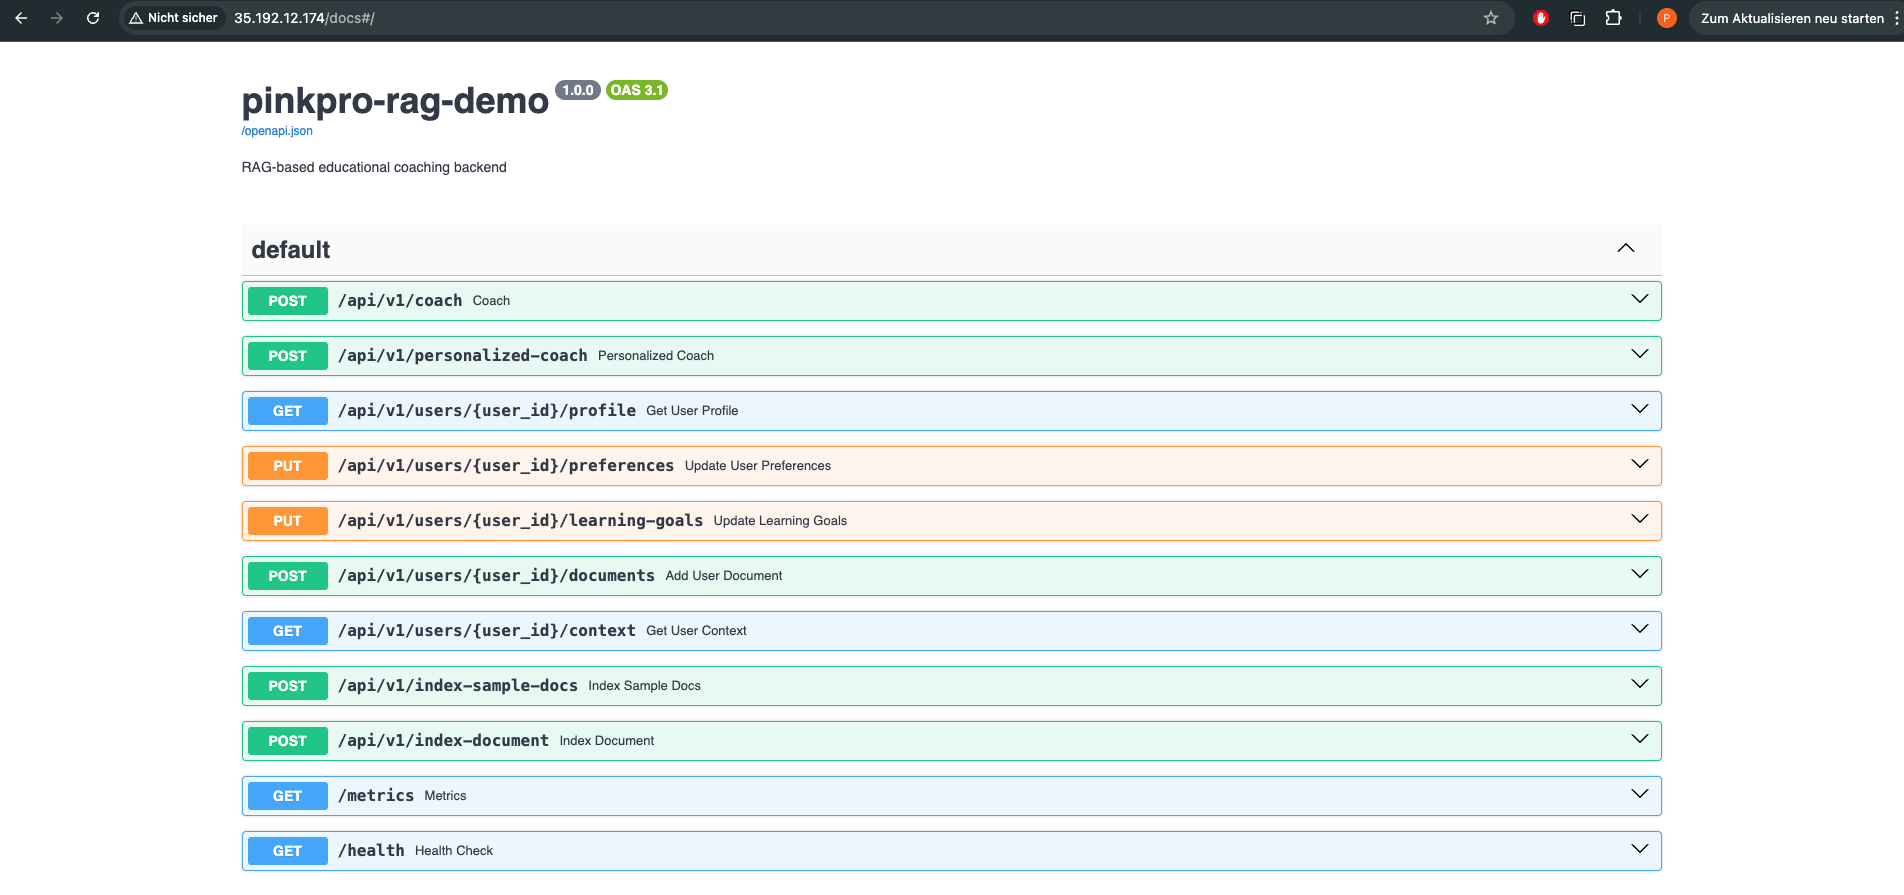 Nicht sicher 35.192.12.174/docs#/ P Zum Aktualisieren neu starten
pinkpro-rag-demo 1.0.0 OAS 3.1
/openapi.json
RAG-based educational coaching backend
default
POST /api/v1/coach Coach
POST /api/v1/personalized-coach Personalized Coach
GET /api/v1/users/{user_id}/profile Get User Profile
PUT /api/v1/users/{user_id}/preferences Update User Preferences
PUT /api/v1/users/{user_id}/learning-goals Update Learning Goals
POST /api/v1/users/{user_id}/documents Add User Document
GET /api/v1/users/{user_id}/context Get User Context
POST /api/v1/index-sample-docs Index Sample Docs
POST /api/v1/index-document Index Document
GET /metrics Metrics
GET /health Health Check